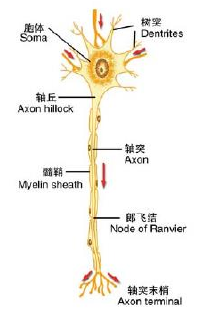 胞体
Soma
树突
Dentrites
轴丘
Axon hillock
轴突
Axon
髓鞘
Myelin sheath
郎飞结
Node of Ranvier
轴突末梢
Axon terminal